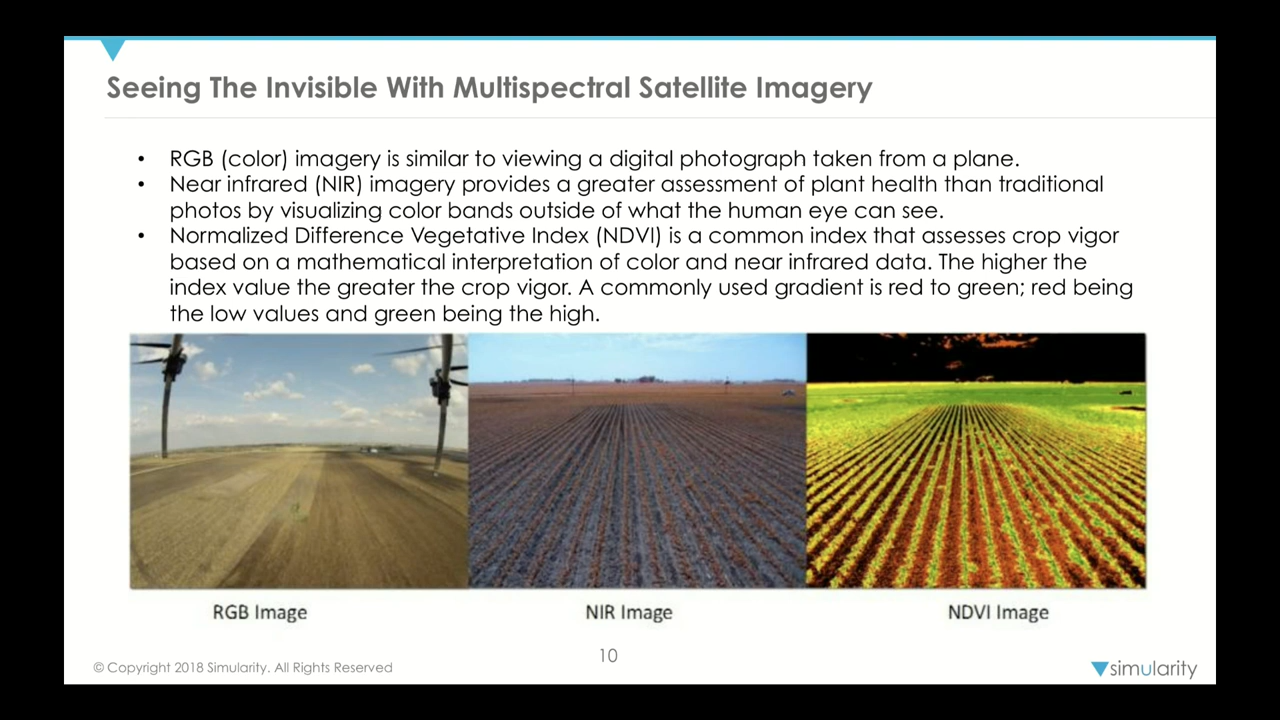 Seeing The Invisible With Multispectral Satellite Imagery
• RGB (color) imagery is similar to viewing a digital photograph taken from a plane.
• Near infrared (NIR) imagery provides a greater assessment of plant health than traditional
photos by visualizing color bands outside of what the human eye can see.
• Normalized Difference Vegetative Index (NDVI) is a common index that assesses crop vigor
based on a mathematical interpretation of color and near infrared data. The higher the
index value the greater the crop vigor. A commonly used gradient is red to green; red being
the low values and green being the high.
RGB Image
NIR Image
NDVI Image
© Copyright 2018 Simularity. All Rights Reserved
10
simularity